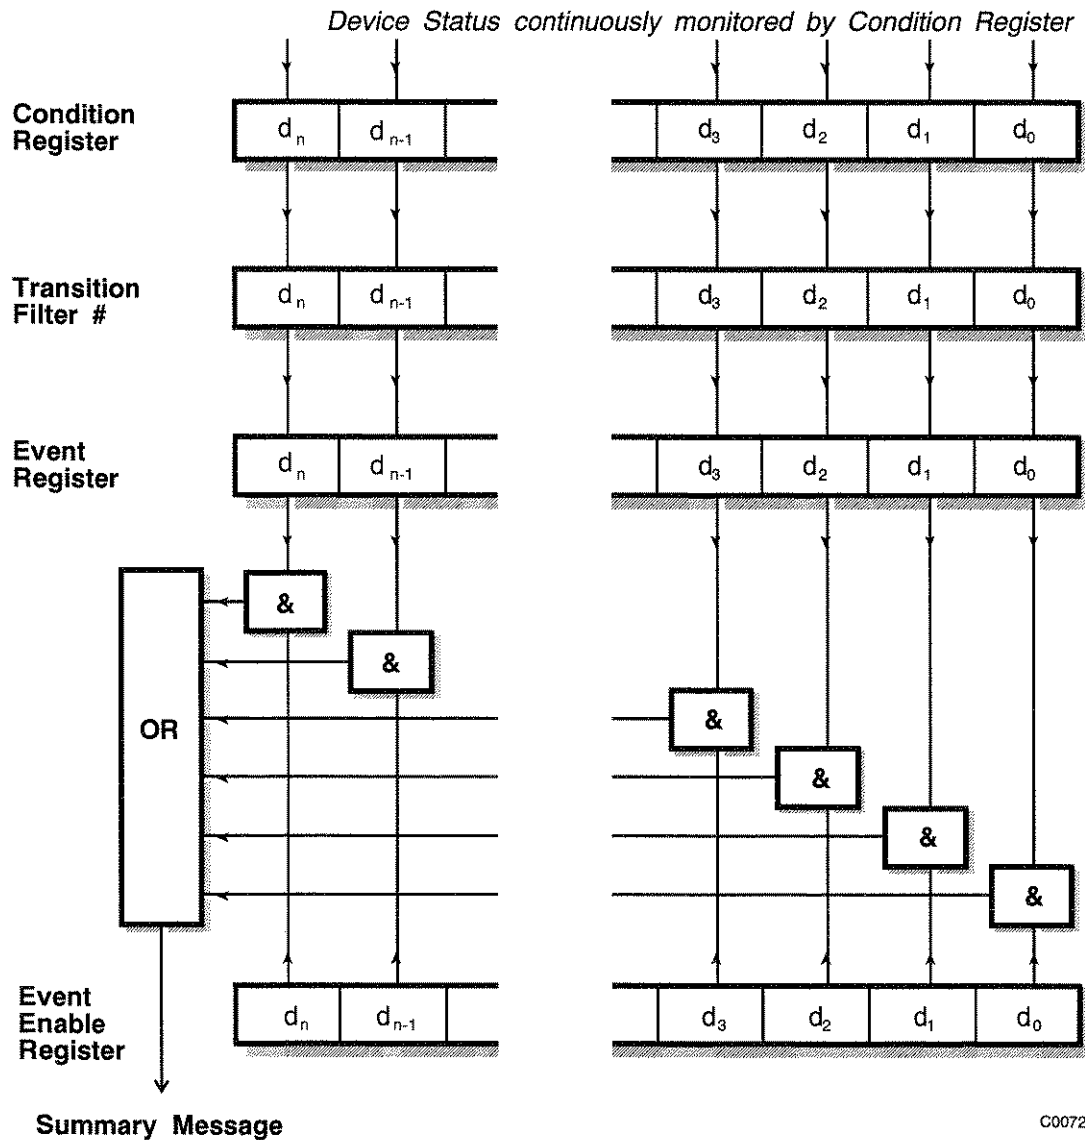 Device Status continuously monitored by Condition Register
Condition
Register
dn dn-1 d3 d2 d1 d0
Transition
Filter #
dn dn-1 d3 d2 d1 d0
Event
Register
dn dn-1 d3 d2 d1 d0
&
&
&
OR
&
&
&
Event
Enable
Register
dn dn-1 d3 d2 d1 d0
Summary Message
C0072